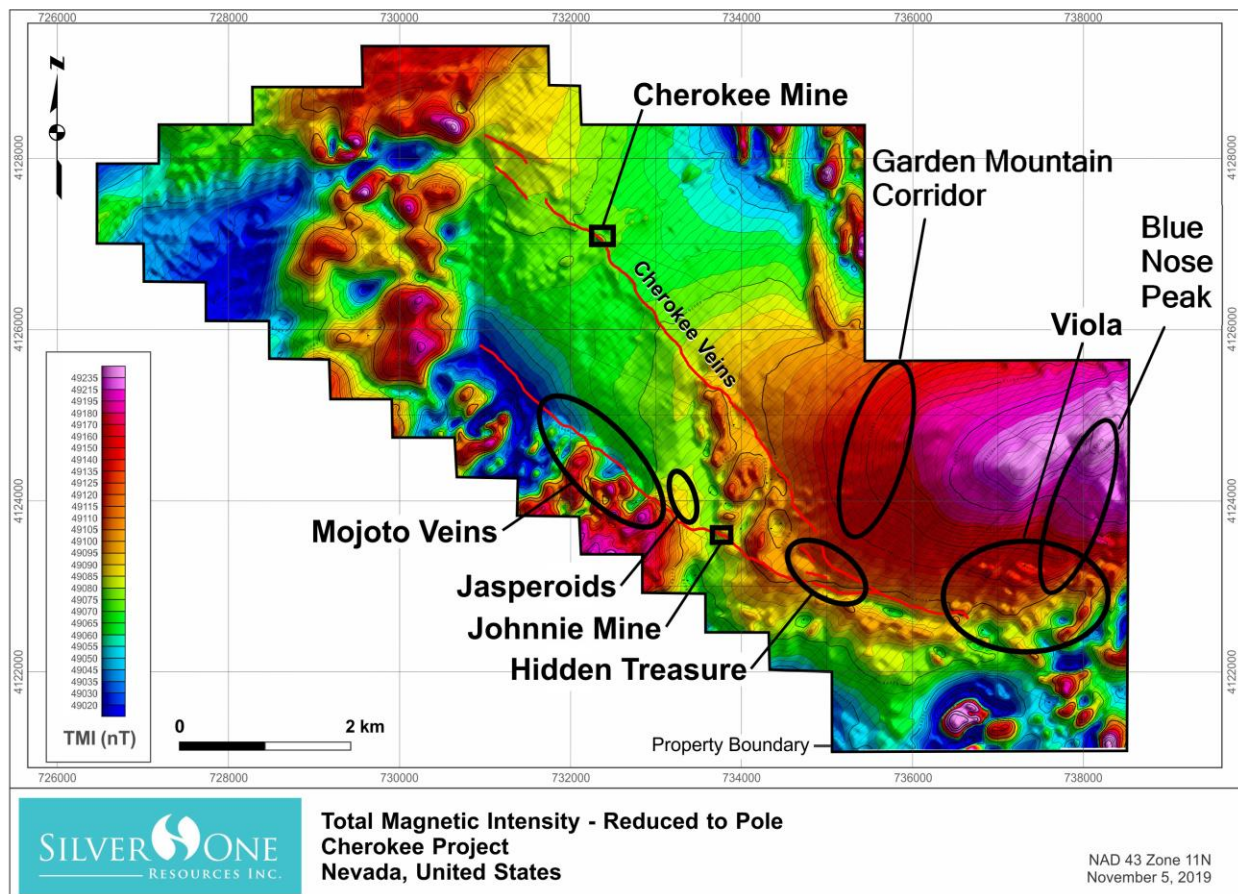 726000
728000
730000
732000
734000
736000
738000
Z
4128000
4126000
4124000
4122000
4128000
4126000
4124000
4122000
Cherokee Mine
Garden Mountain
Corridor
Blue
Nose
Peak
Viola
Cherokee Veins
Mojoto Veins
Jasperoids
Johnnie Mine
Hidden Treasure
Property Boundary
49235
49215
49195
49180
49160
49140
49135
49125
49120
49115
49110
49105
49100
49095
49090
49085
49080
49075
49070
49065
49060
49055
49050
49045
49040
49030
49020
TMI (nT)
0
2 km
726000
728000
730000
732000
734000
736000
738000
SILVER ONE
RESOURCES INC.
Total Magnetic Intensity - Reduced to Pole
Cherokee Project
Nevada, United States
NAD 43 Zone 11N
November 5, 2019